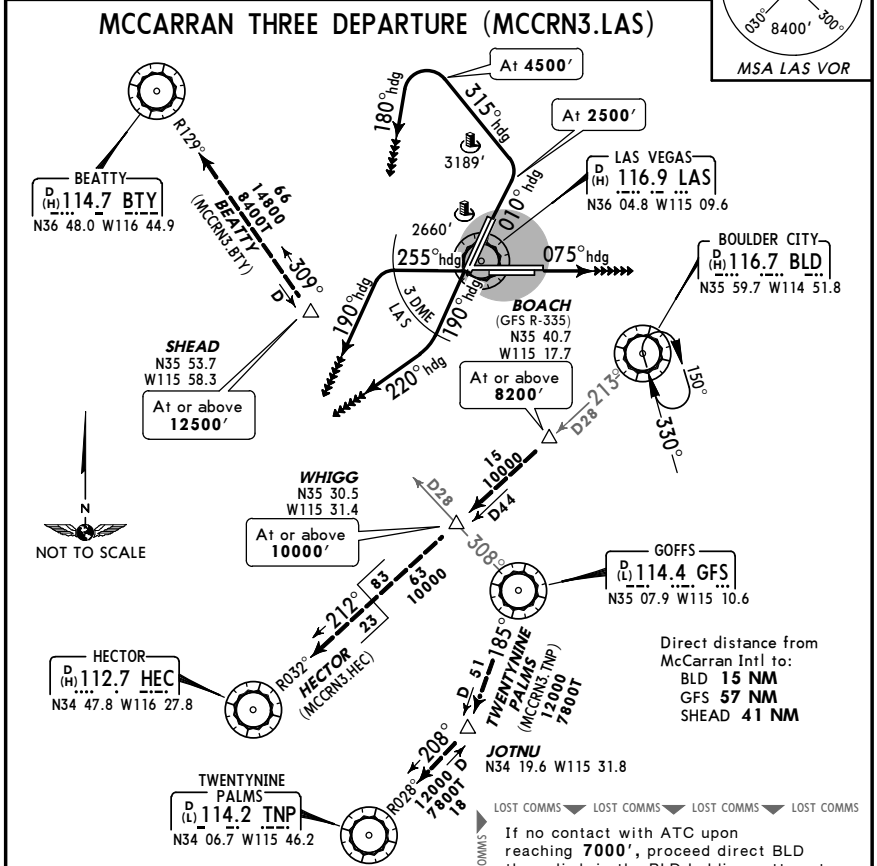 MCCARRAN THREE DEPARTURE (MCCRN3.LAS)
030°
300°
8400'
MSA LAS VOR
At 4500'
180° hdg
315° hdg
At 2500'
3189'
R129°
LAS VEGAS
D
(H) 116.9 LAS
N36 04.8 W115 09.6
BEATTY
D
(H) 114.7 BTY
N36 48.0 W116 44.9
66
14800
8400T
BEATTY
(MCCRN3.BTY)
309°
D
010° hdg
2660'
255° hdg
075° hdg
BOULDER CITY
D
(H) 116.7 BLD
N35 59.7 W114 51.8
190° hdg
3 DME
LAS
190° hdg
220° hdg
BOACH
(GFS R-335)
N35 40.7
W115 17.7
At or above
8200'
SHEAD
N35 53.7
W115 58.3
At or above
12500'
213°
D28
150°
330°
15
10000
D44
WHIGG
N35 30.5
W115 31.4
At or above
10000'
D28
308°
N
NOT TO SCALE
GOFFS
D
(L) 114.4 GFS
N35 07.9 W115 10.6
83
63
10000
212°
23
R032°
HECTOR
(MCCRN3.HEC)
HECTOR
D
(H) 112.7 HEC
N34 47.8 W116 27.8
185°
D 51
TWENTYNINE
PALMS
(MCCRN3.TNP)
12000
7800T
Direct distance from
McCarran Intl to:
BLD 15 NM
GFS 57 NM
SHEAD 41 NM
JOTNU
N34 19.6 W115 31.8
208°
D
R028°
12000
7800T
18
TWENTYNINE
PALMS
D
(L) 114.2 TNP
N34 06.7 W115 46.2
LOST COMMS LOST COMMS LOST COMMS LOST COMMS
If no contact with ATC upon
reaching 7000', proceed direct BLD